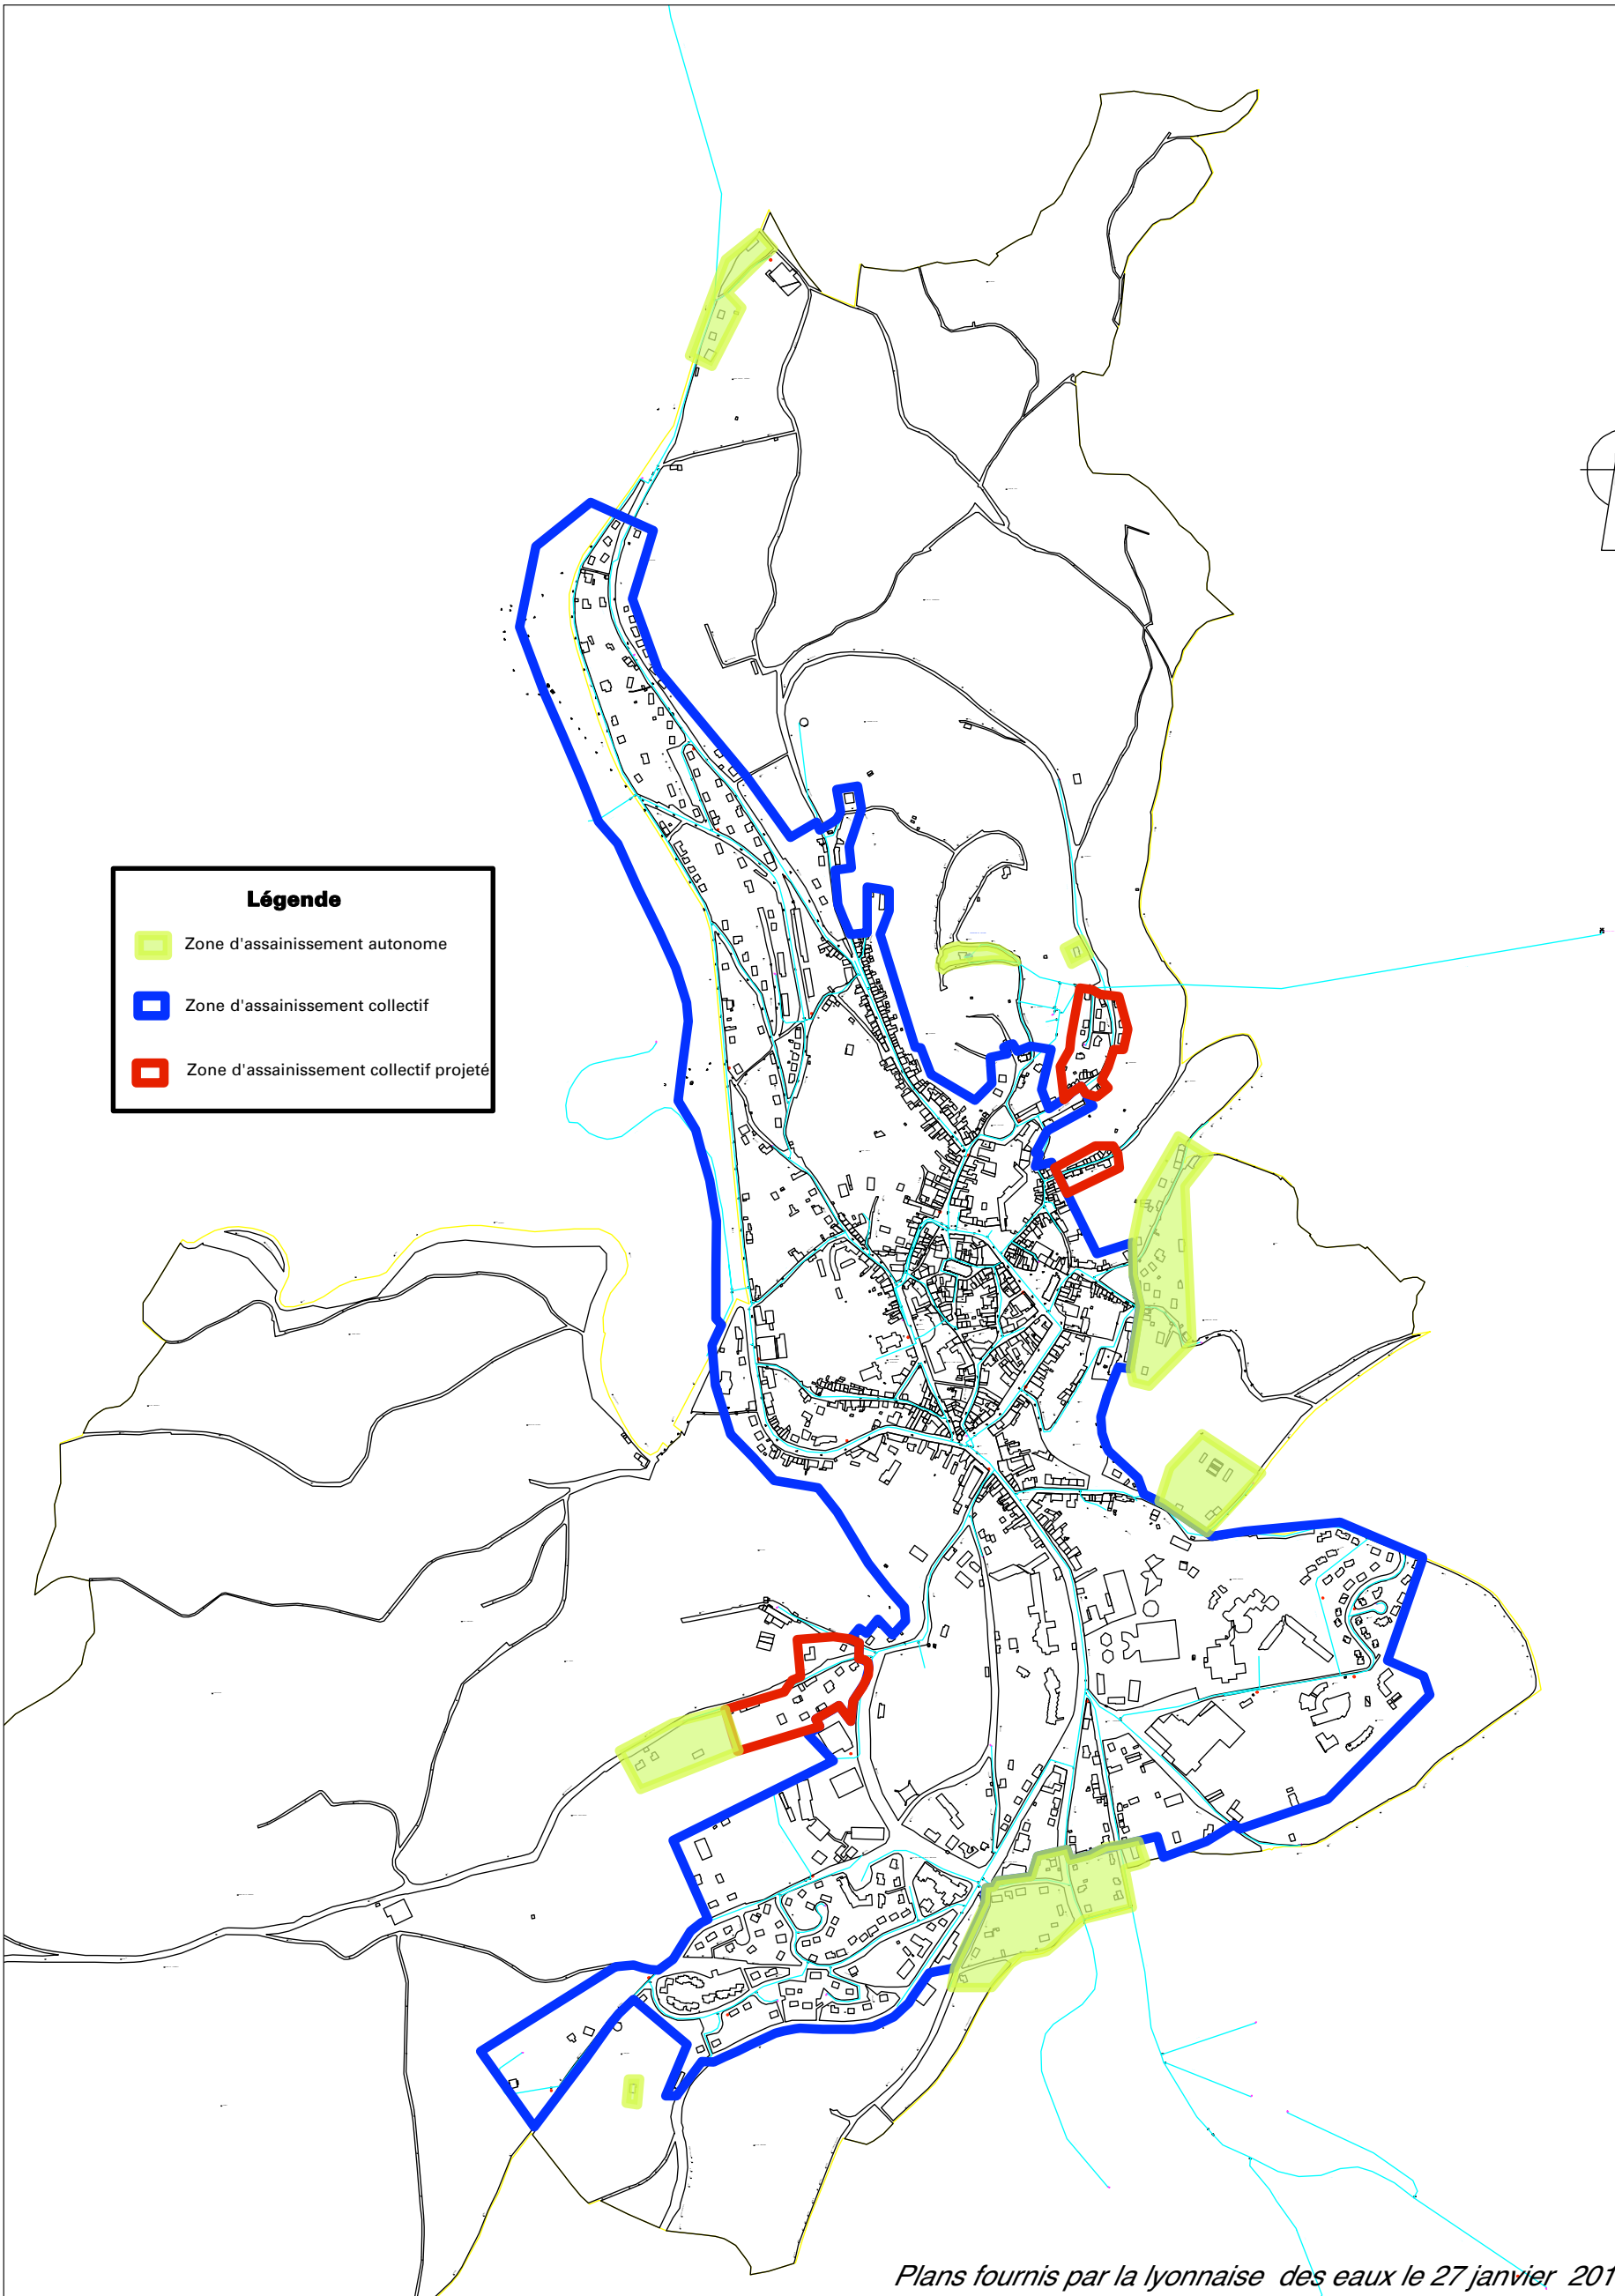 Légende
Zone d'assainissement autonome
Zone d'assainissement collectif
Zone d'assainissement collectif projeté
Plans fournis par la lyonnaise des eaux le 27 janvier 201